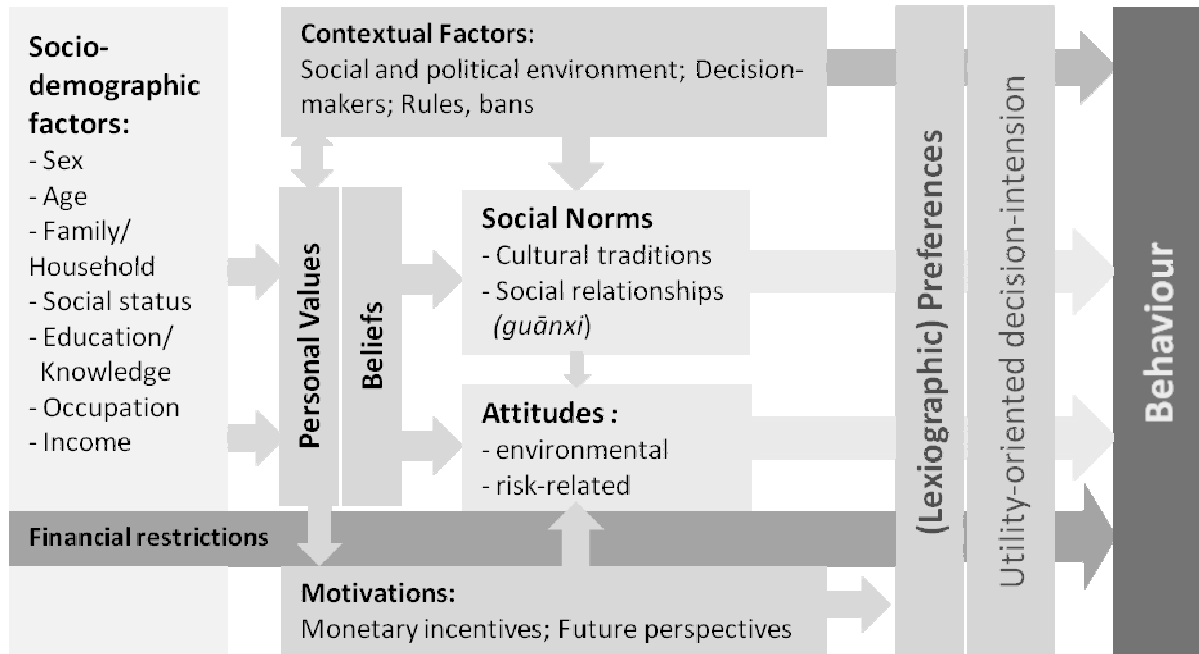 Socio-
demographic
factors:
- Sex
- Age
- Family/
Household
- Social status
- Education/
Knowledge
- Occupation
- Income
Financial restrictions
Contextual Factors:
Social and political environment; Decision-
makers; Rules, bans
Personal Values
Beliefs
Social Norms
- Cultural traditions
- Social relationships
(guānxi)
Attitudes :
- environmental
- risk-related
Motivations:
Monetary incentives; Future perspectives
(Lexiographic) Preferences
Utility-oriented decision-intension
Behaviour